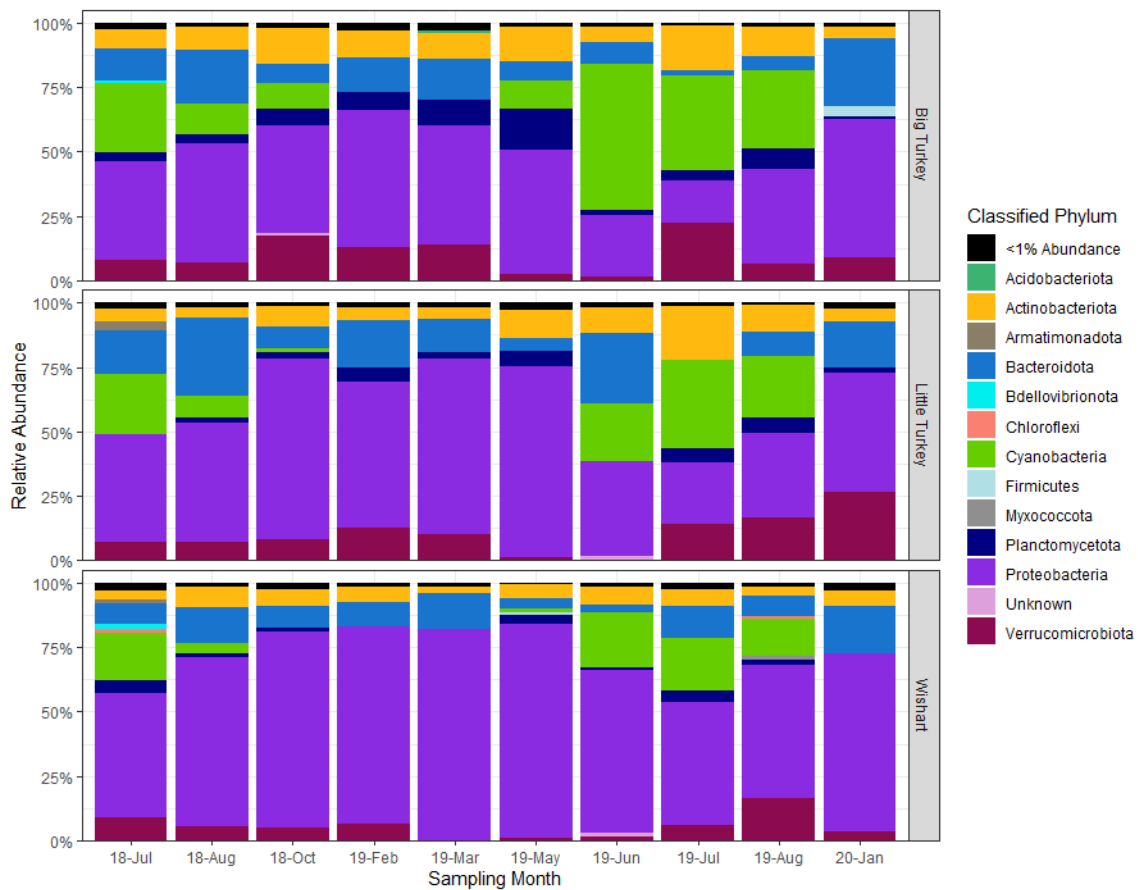 100%
75%
50%
25%
0%
Big Turkey
100%
75%
50%
25%
0%
Little Turkey
100%
75%
50%
25%
0%
Wishart
Relative Abundance
18-Jul 18-Aug 18-Oct 19-Feb 19-Mar 19-May 19-Jun 19-Jul 19-Aug 20-Jan
Sampling Month
Classified Phylum
<1% Abundance
Acidobacteriota
Actinobacteriota
Armatimonadota
Bacteroidota
Bdellovibrionota
Chloroflexi
Cyanobacteria
Firmicutes
Myxococcota
Planctomycetota
Proteobacteria
Unknown
Verrucomicrobiota